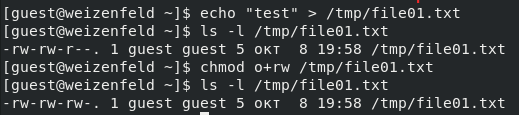 [guest@weizenfeld ~]$ echo "test" > /tmp/file01.txt
[guest@weizenfeld ~]$ ls -l /tmp/file01.txt
-rw-rw-r--. 1 guest guest 5 окт  8 19:58 /tmp/file01.txt
[guest@weizenfeld ~]$ chmod o+rw /tmp/file01.txt
[guest@weizenfeld ~]$ ls -l /tmp/file01.txt
-rw-rw-rw-. 1 guest guest 5 окт  8 19:58 /tmp/file01.txt